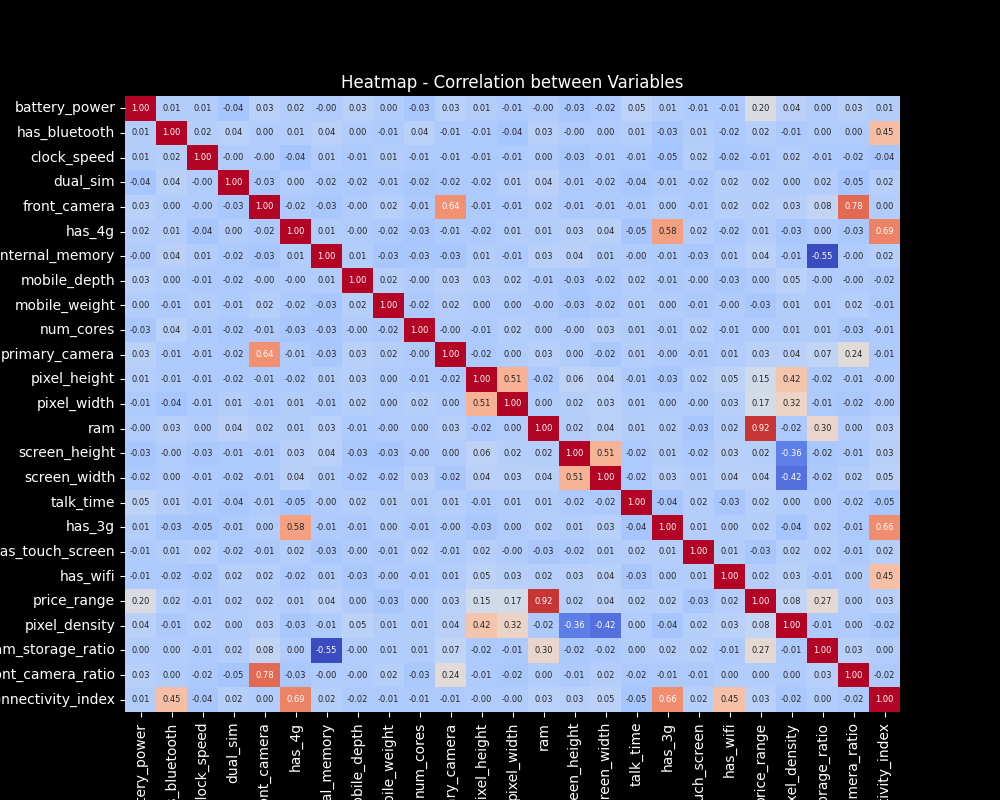 Heatmap - Correlation between Variables
battery_power 1.00 0.01 0.01 -0.04 0.03 0.02 -0.00 0.03 0.00 -0.03 0.03 0.01 -0.01 -0.00 -0.03 -0.02 0.05 0.01 -0.01 -0.01 0.20 0.04 0.00 0.03 0.01
has_bluetooth 0.01 1.00 0.02 0.04 0.00 0.01 0.04 0.00 -0.01 0.04 -0.01 -0.01 -0.04 0.03 -0.00 0.00 0.01 -0.03 0.01 -0.02 0.02 -0.01 0.00 0.00 0.45
clock_speed 0.01 0.02 1.00 -0.00 -0.00 -0.04 0.01 -0.01 0.01 -0.01 -0.01 -0.01 -0.01 0.00 -0.03 -0.01 -0.01 -0.05 0.02 -0.02 -0.01 0.02 -0.01 -0.02 -0.04
dual_sim -0.04 0.04 -0.00 1.00 -0.03 0.00 -0.02 -0.02 -0.01 -0.02 -0.02 -0.02 0.01 0.04 -0.01 -0.02 -0.04 -0.01 -0.02 0.02 0.02 0.00 0.02 -0.05 0.02
front_camera 0.03 0.00 -0.00 -0.03 1.00 -0.02 -0.03 -0.00 0.02 -0.01 0.64 -0.01 -0.01 0.02 -0.01 -0.01 -0.01 0.00 -0.01 0.02 0.02 0.03 0.08 0.78 0.00
has_4g 0.02 0.01 -0.04 0.00 -0.02 1.00 0.01 -0.00 -0.02 -0.03 -0.01 -0.02 0.01 0.01 0.03 0.04 -0.05 0.58 0.02 -0.02 0.01 -0.03 0.00 -0.03 0.69
nternal_memory -0.00 0.04 0.01 -0.02 -0.03 0.01 1.00 0.01 -0.03 -0.03 -0.03 0.01 -0.01 0.03 0.04 0.01 -0.00 -0.01 -0.03 0.01 0.04 -0.01 -0.55 -0.00 0.02
mobile_depth 0.03 0.00 -0.01 -0.02 -0.00 -0.00 0.01 1.00 0.02 -0.00 0.03 0.03 0.02 -0.01 -0.03 -0.02 0.02 -0.01 -0.00 -0.03 0.00 0.05 -0.00 -0.00 -0.02
mobile_weight 0.00 -0.01 0.01 -0.01 0.02 -0.02 -0.03 0.02 1.00 -0.02 0.02 0.00 0.00 -0.00 -0.03 -0.02 0.01 0.00 -0.01 -0.00 -0.03 0.01 0.01 0.02 -0.01
num_cores -0.03 0.04 -0.01 -0.02 -0.01 -0.03 -0.03 -0.00 -0.02 1.00 -0.00 -0.01 0.02 0.00 -0.00 0.03 0.01 -0.01 0.02 -0.01 0.00 0.01 0.01 -0.03 -0.01
primary_camera 0.03 -0.01 -0.01 -0.02 0.64 -0.01 -0.03 0.03 0.02 -0.00 1.00 -0.02 0.00 0.03 0.00 -0.02 0.01 -0.00 -0.01 0.01 0.03 0.04 0.07 0.24 -0.01
pixel_height 0.01 -0.01 -0.01 -0.02 -0.01 -0.02 0.01 0.03 0.00 -0.01 -0.02 1.00 0.51 -0.02 0.06 0.04 -0.01 -0.03 0.02 0.05 0.15 0.42 -0.02 -0.01 -0.00
pixel_width -0.01 -0.04 -0.01 0.01 -0.01 0.01 -0.01 0.02 0.00 0.02 0.00 0.51 1.00 0.00 0.02 0.03 0.01 0.00 -0.00 0.03 0.17 0.32 -0.01 -0.02 -0.00
ram -0.00 0.03 0.00 0.04 0.02 0.01 0.03 -0.01 -0.00 0.00 0.03 -0.02 0.00 1.00 0.02 0.04 0.01 0.02 -0.03 0.02 0.92 -0.02 0.30 0.00 0.03
screen_height -0.03 -0.00 -0.03 -0.01 -0.01 0.03 0.04 -0.03 -0.03 -0.00 0.00 0.06 0.02 0.02 1.00 0.51 -0.02 0.01 -0.02 0.03 0.02 -0.36 -0.02 -0.01 0.03
screen_width -0.02 0.00 -0.01 -0.02 -0.01 0.04 0.01 -0.02 -0.02 0.03 -0.02 0.04 0.03 0.04 0.51 1.00 -0.02 0.03 0.01 0.04 0.04 -0.42 -0.02 0.02 0.05
talk_time 0.05 0.01 -0.01 -0.04 -0.01 -0.05 -0.00 0.02 0.01 0.01 0.01 -0.01 0.01 0.01 -0.02 -0.02 1.00 -0.04 0.02 -0.03 0.02 0.00 0.00 -0.02 -0.05
has_3g 0.01 -0.03 -0.05 -0.01 0.00 0.58 -0.01 -0.01 0.00 -0.01 -0.00 -0.03 0.00 0.02 0.01 0.03 -0.04 1.00 0.01 0.00 0.02 -0.04 0.02 -0.01 0.66
as_touch_screen -0.01 0.01 0.02 -0.02 -0.01 0.02 -0.03 -0.00 -0.01 0.02 -0.01 0.02 -0.00 -0.03 -0.02 0.01 0.02 0.01 1.00 0.01 -0.03 0.02 0.02 -0.01 0.02
has_wifi -0.01 -0.02 -0.02 0.02 0.02 -0.02 0.01 -0.03 -0.00 -0.01 0.01 0.05 0.03 0.02 0.03 0.04 -0.03 0.00 0.01 1.00 0.02 0.03 -0.01 0.00 0.45
price_range 0.20 0.02 -0.01 0.02 0.02 0.01 0.04 0.00 -0.03 0.00 0.03 0.15 0.17 0.92 0.02 0.04 0.02 0.02 -0.03 0.02 1.00 0.08 0.27 0.00 0.03
pixel_density 0.04 -0.01 0.02 0.00 0.03 -0.03 -0.01 0.05 0.01 0.01 0.04 0.42 0.32 -0.02 -0.36 -0.42 0.00 -0.04 0.02 0.03 0.08 1.00 -0.01 0.00 -0.02
am_storage_ratio 0.00 0.00 -0.01 0.02 0.08 0.00 -0.55 -0.00 0.01 0.01 0.07 -0.02 -0.01 0.30 -0.02 -0.02 0.00 0.02 0.02 -0.01 0.27 -0.01 1.00 0.03 0.00
ont_camera_ratio 0.03 0.00 -0.02 -0.05 0.78 -0.03 -0.00 -0.00 0.02 -0.03 0.24 -0.01 -0.02 0.00 -0.01 0.02 -0.02 -0.01 -0.01 0.00 0.00 0.00 0.03 1.00 -0.02
nnectivity_index 0.01 0.45 -0.04 0.02 0.00 0.69 0.02 -0.02 -0.01 -0.01 -0.01 -0.00 -0.00 0.03 0.03 0.05 -0.05 0.66 0.02 0.45 0.03 -0.02 0.00 -0.02 1.00
tery_power s_bluetooth lock_speed dual_sim ont_camera has_4g al_memory obile_depth ile_weight num_cores ary_camera ixel_height pixel_width ram een_height reen_width talk_time has_3g uch_screen has_wifi price_range xel_density orage_ratio mera_ratio tivity_index